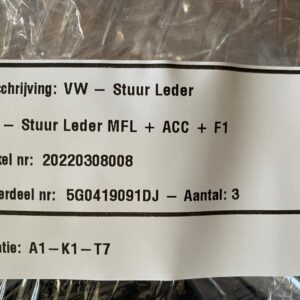 schrijving: VW – Stuur Leder
– Stuur Leder MFL + ACC + F1
kel nr: 20220308008
erdeel nr: 5G0419091DJ – Aantal: 3
tie: A1–K1–T7